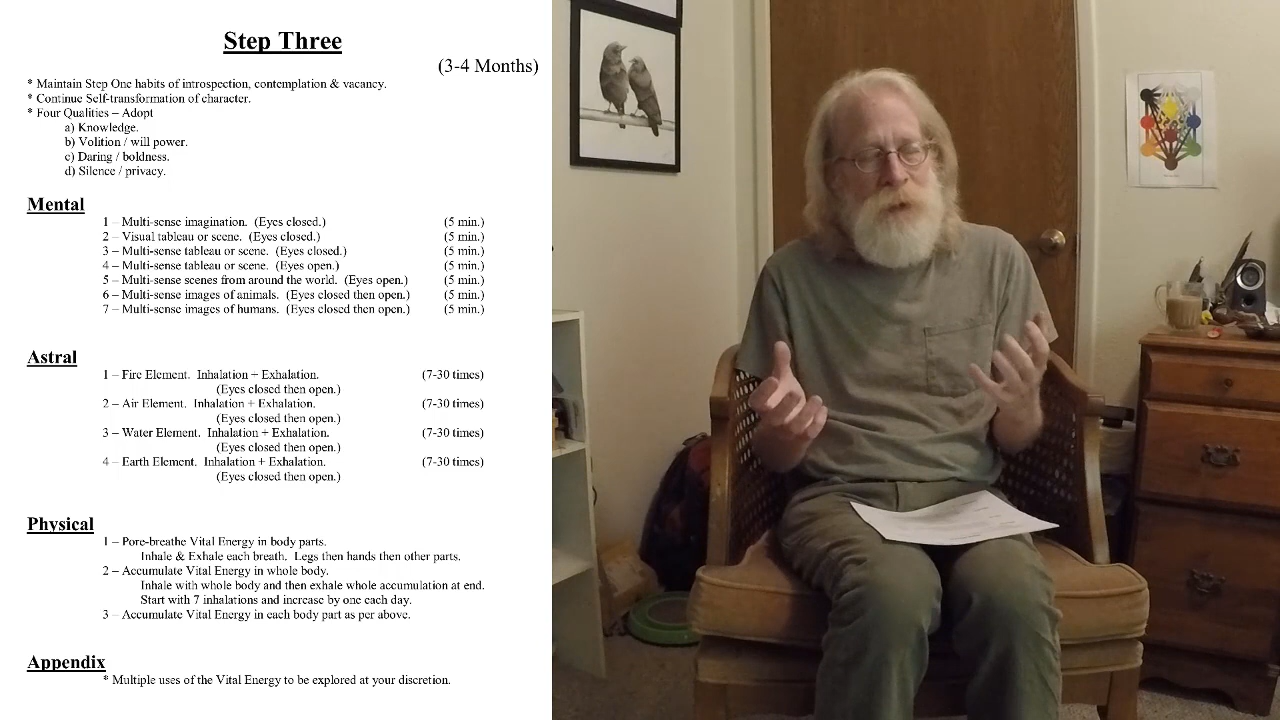 Step Three
(3-4 Months)
* Maintain Step One habits of introspection, contemplation & vacancy.
* Continue Self-transformation of character.
* Four Qualities – Adopt
a) Knowledge.
b) Volition / will power.
c) Daring / boldness.
d) Silence / privacy.
Mental
1 – Multi-sense imagination. (Eyes closed.) (5 min.)
2 – Visual tableau or scene. (Eyes closed.) (5 min.)
3 – Multi-sense tableau or scene. (Eyes closed.) (5 min.)
4 – Multi-sense tableau or scene. (Eyes open.) (5 min.)
5 – Multi-sense scenes from around the world. (Eyes open.) (5 min.)
6 – Multi-sense images of animals. (Eyes closed then open.) (5 min.)
7 – Multi-sense images of humans. (Eyes closed then open.) (5 min.)
Astral
1 – Fire Element. Inhalation + Exhalation. (7-30 times)
(Eyes closed then open.)
2 – Air Element. Inhalation + Exhalation. (7-30 times)
(Eyes closed then open.)
3 – Water Element. Inhalation + Exhalation. (7-30 times)
(Eyes closed then open.)
4 – Earth Element. Inhalation + Exhalation. (7-30 times)
(Eyes closed then open.)
Physical
1 – Pore-breathe Vital Energy in body parts.
Inhale & Exhale each breath. Legs then hands then other parts.
2 – Accumulate Vital Energy in whole body.
Inhale with whole body and then exhale whole accumulation at end.
Start with 7 inhalations and increase by one each day.
3 – Accumulate Vital Energy in each body part as per above.
Appendix
* Multiple uses of the Vital Energy to be explored at your discretion.